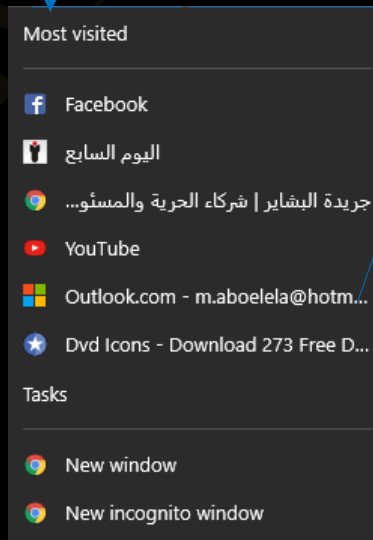 Most visited
Facebook
اليوم السابع
جريدة البشاير | شركاء الحرية والمسئو...
YouTube
Outlook.com - m.aboelela@hotm...
Dvd Icons - Download 273 Free D...
Tasks
New window
New incognito window